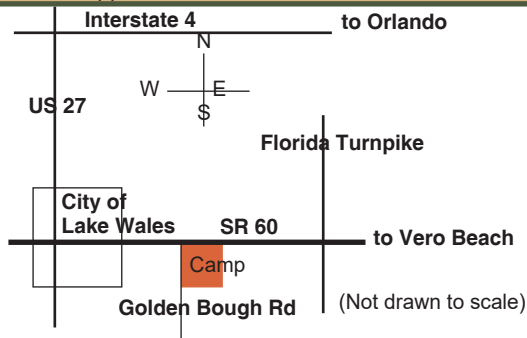 Interstate 4
to Orlando
N
W
E
S
US 27
Florida Turnpike
City of
Lake Wales
SR 60
to Vero Beach
Camp
Golden Bough Rd
(Not drawn to scale)